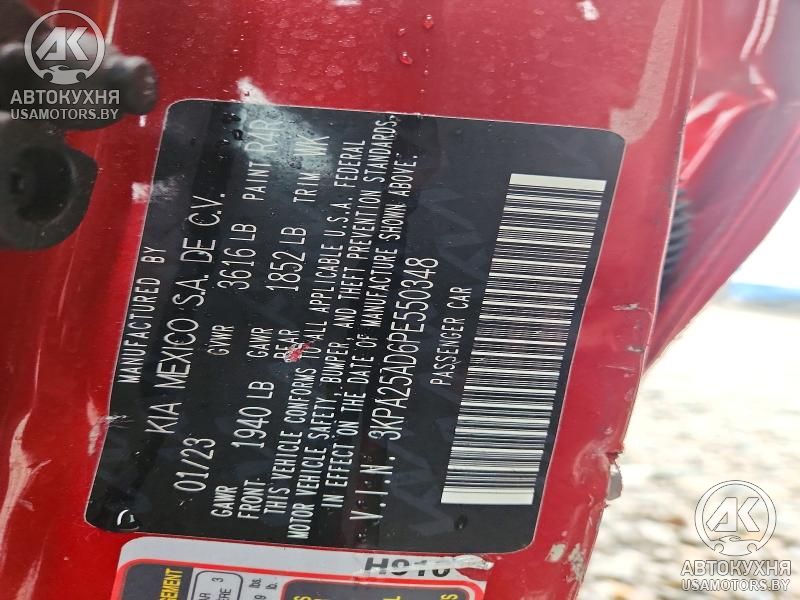 MANUFACTURED BY
KIA MEXICO S.A. DE C.V.
01/23 GVWR 3616 LB PAINT R4R
GAWR FRONT: 1940 LB GAWR REAR 1852 LB TRIM WK
THIS VEHICLE CONFORMS TO ALL APPLICABLE U.S.A. FEDERAL
MOTOR VEHICLE SAFETY, BUMPER, AND THEFT PREVENTION STANDARDS
IN EFFECT ON THE DATE OF MANUFACTURE SHOWN ABOVE.
V.I.N. 3KPA25AD6PE550348
PASSENGER CAR
H910
AK
АВТОКУХНЯ
USAMOTORS.BY
AK
АВТОКУХНЯ
USAMOTORS.BY